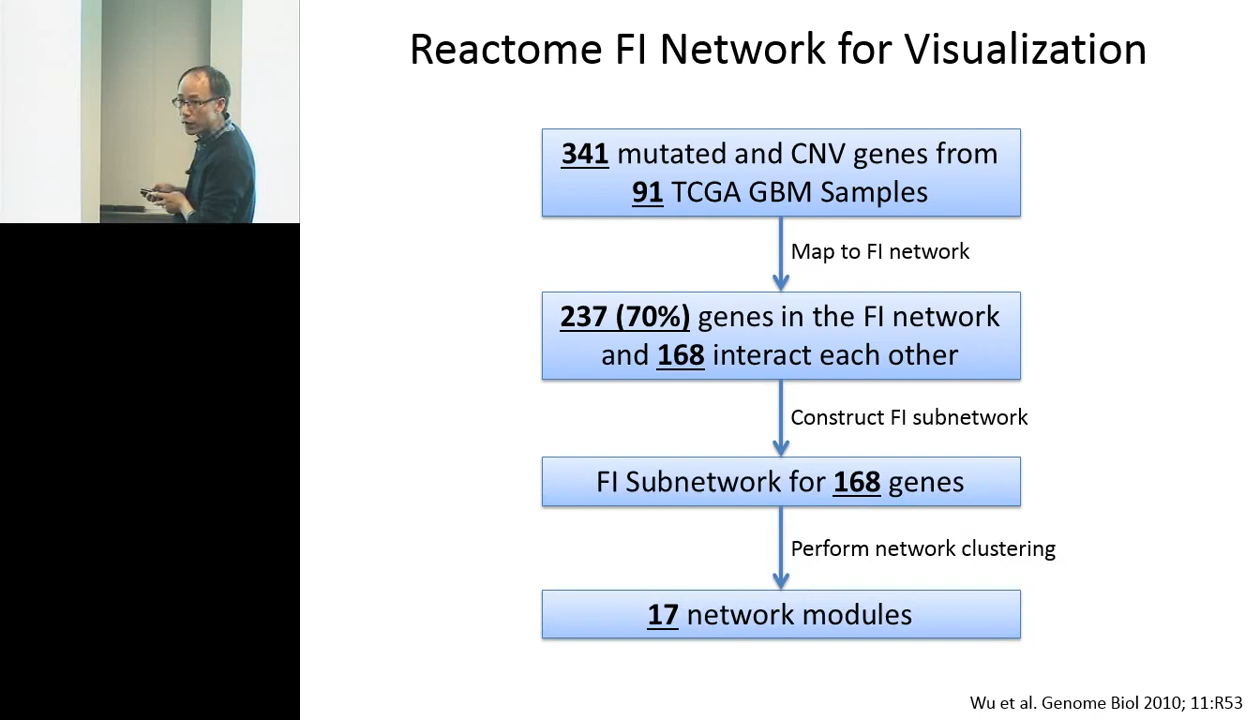 Reactome FI Network for Visualization
341 mutated and CNV genes from
91 TCGA GBM Samples
Map to FI network
237 (70%) genes in the FI network
and 168 interact each other
Construct FI subnetwork
FI Subnetwork for 168 genes
Perform network clustering
17 network modules
Wu et al. Genome Biol 2010; 11:R53